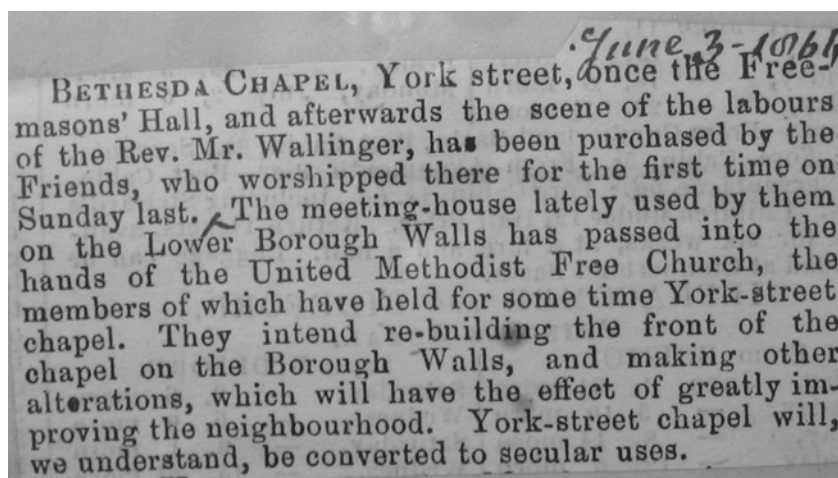 June 3-
BETHESDA CHAPEL, York street, once the Free-
masons' Hall, and afterwards the scene of the labours
of the Rev. Mr. Wallinger, has been purchased by the
Friends, who worshipped there for the first time on
Sunday last. The meeting-house lately used by them
on the Lower Borough Walls has passed into the
hands of the United Methodist Free Church, the
members of which have held for some time York-street
chapel. They intend re-building the front of the
chapel on the Borough Walls, and making other
alterations, which will have the effect of greatly im-
proving the neighbourhood. York-street chapel will,
we understand, be converted to secular uses.